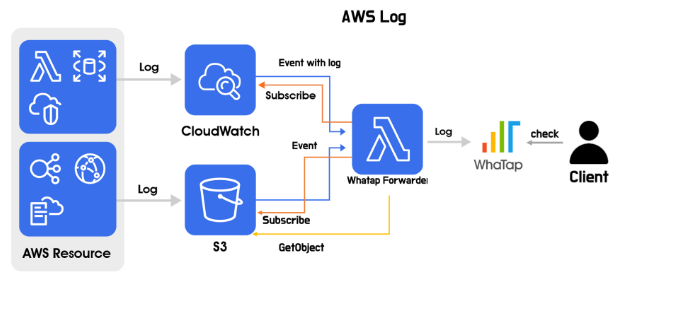 AWS Log
Event with log
Log
Subscribe
CloudWatch
Event
Log
WhaTap
check
Client
Whatap Forwarder
Log
Subscribe
S3
GetObject
AWS Resource